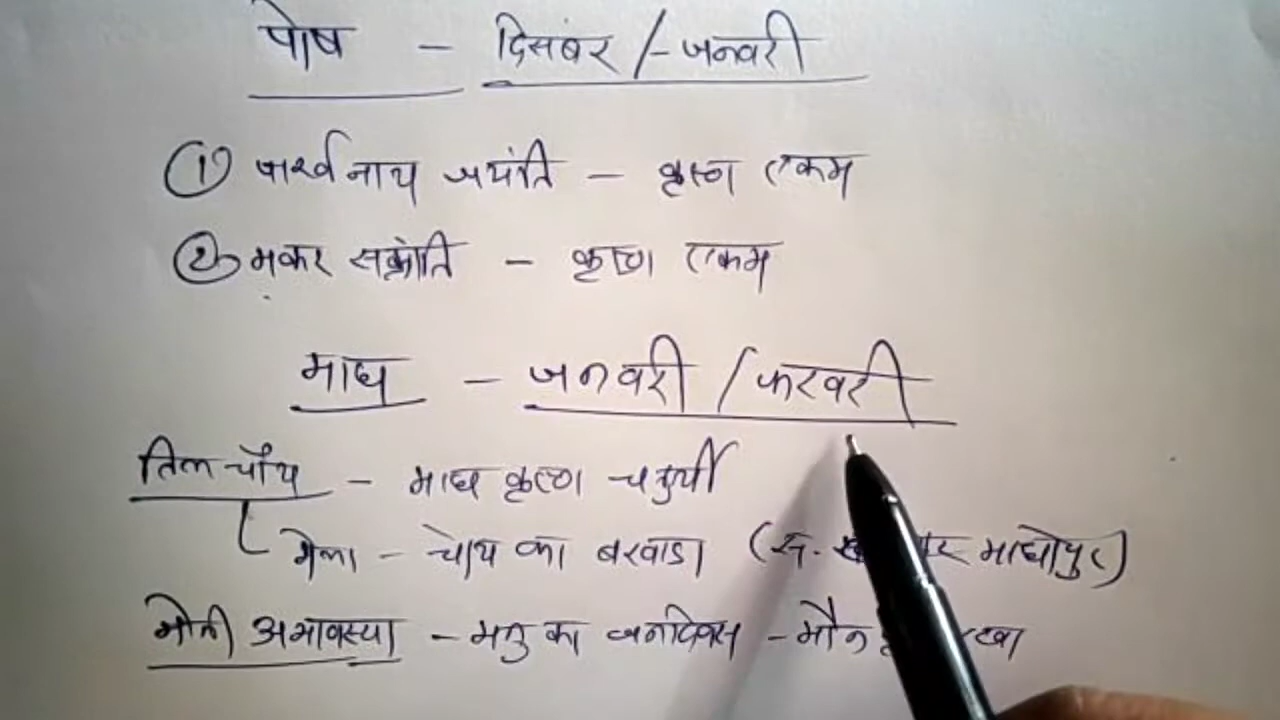 पोष - दिसंबर /- जनवरी
① पार्श्वनाथ जयंति - कृष्ण एकम
② मकर सक्रांति - कृष्ण एकम
माघ - जनवरी / फरवरी
तिल चौथ - माघ कृष्ण चतुर्थी
मेला - चोथ का बरवाडा (स. माधोपुर)
मोनी अमावस्या - मनु का जन्मदिवस - मौन